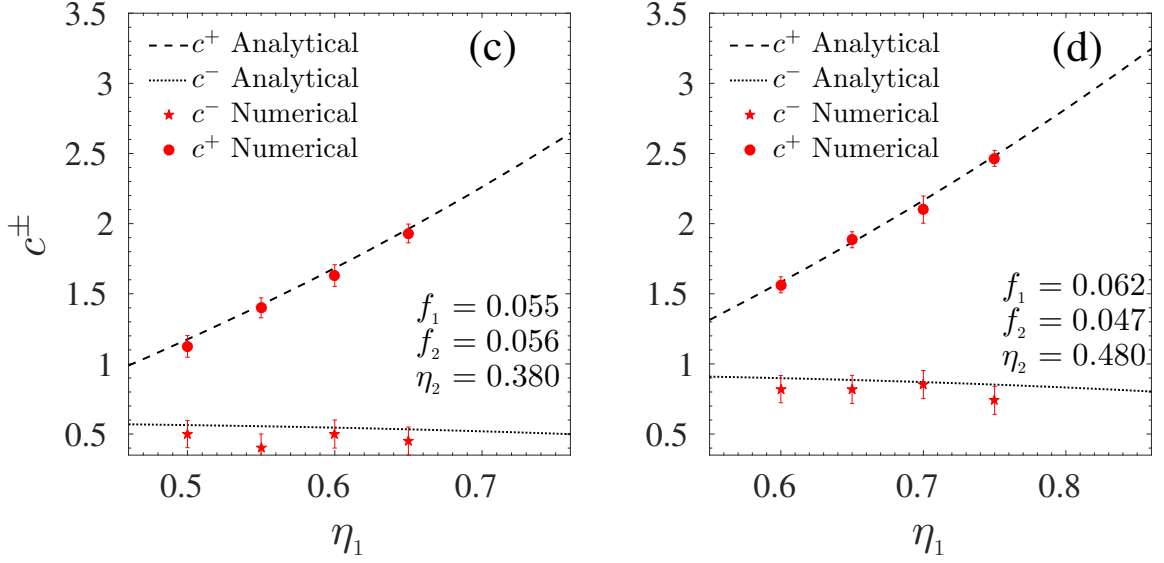 3.5
3
2.5
2
1.5
1
0.5
c±
(c)
c⁺ Analytical
c⁻ Analytical
c⁻ Numerical
c⁺ Numerical
f₁ = 0.055
f₂ = 0.056
η₂ = 0.380
0.5 0.6 0.7
η₁
3.5
3
2.5
2
1.5
1
0.5
(d)
c⁺ Analytical
c⁻ Analytical
c⁻ Numerical
c⁺ Numerical
f₁ = 0.062
f₂ = 0.047
η₂ = 0.480
0.6 0.7 0.8
η₁